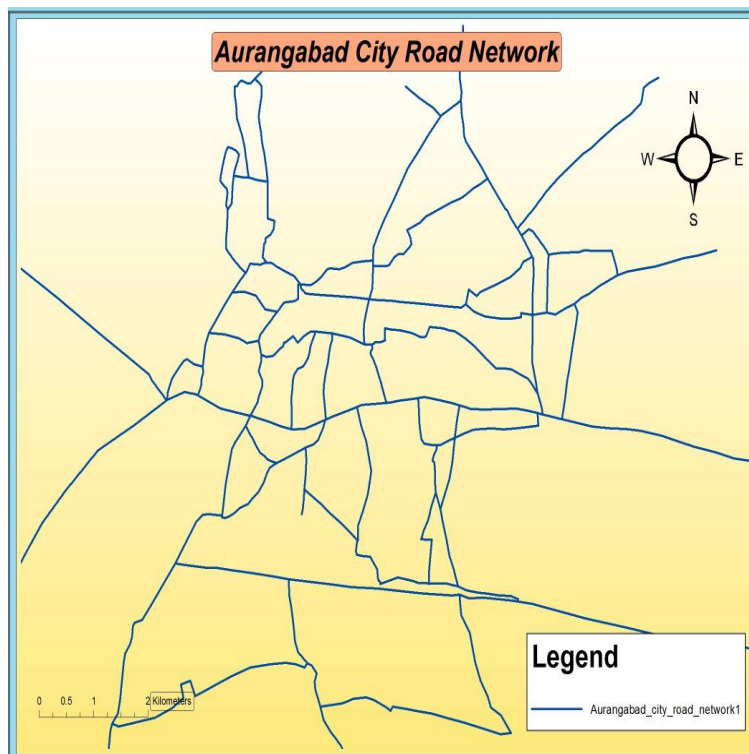 Aurangabad City Road Network
N
W E
S
Legend
Aurangabad_city_road_network1
0 0.5 1 2 Kilometers